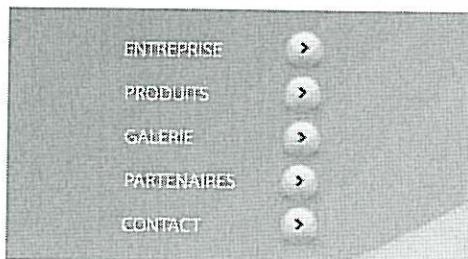 ENTREPRISE
PRODUITS
GALERIE
PARTENAIRES
CONTACT